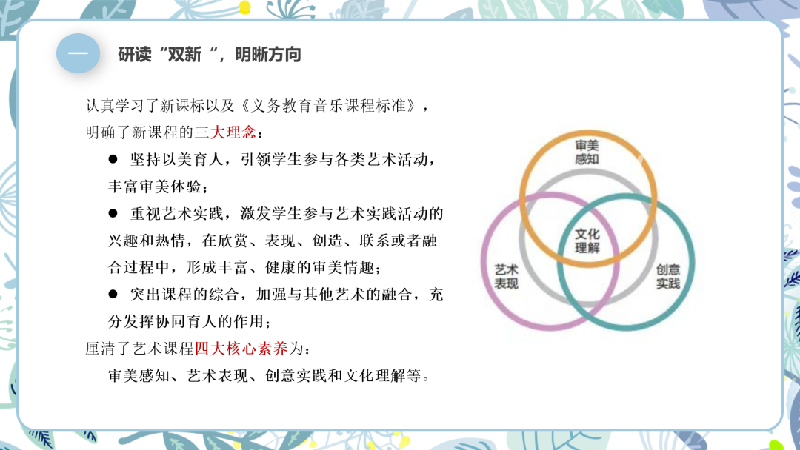 一
研读“双新“，明晰方向
认真学习了新课标以及《义务教育音乐课程标准》，
明确了新课程的三大理念：
● 坚持以美育人，引领学生参与各类艺术活动，
丰富审美体验；
● 重视艺术实践，激发学生参与艺术实践活动的
兴趣和热情，在欣赏、表现、创造、联系或者融
合过程中，形成丰富、健康的审美情趣；
● 突出课程的综合，加强与其他艺术的融合，充
分发挥协同育人的作用；
厘清了艺术课程四大核心素养为：
审美感知、艺术表现、创意实践和文化理解等。
审美
感知
文化
理解
艺术
表现
创意
实践